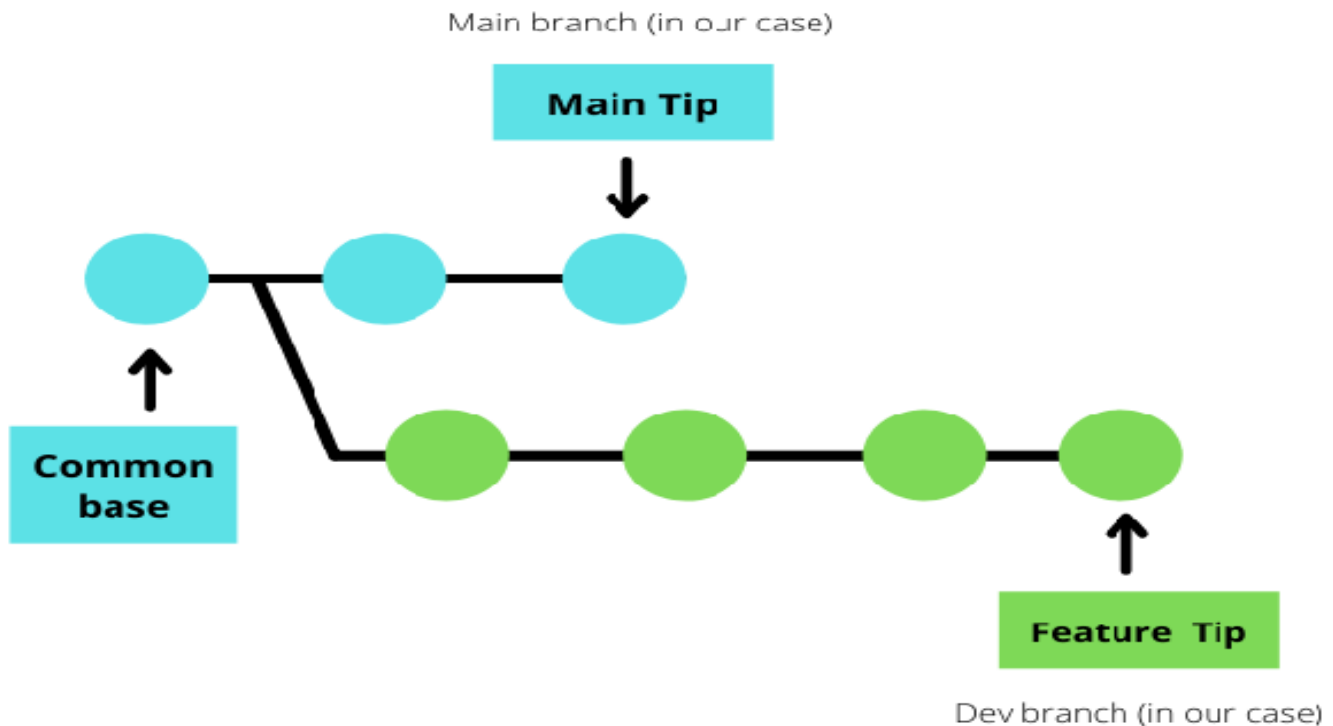 Main branch (in our case)
Main Tip
Common
base
Feature Tip
Dev branch (in our case)